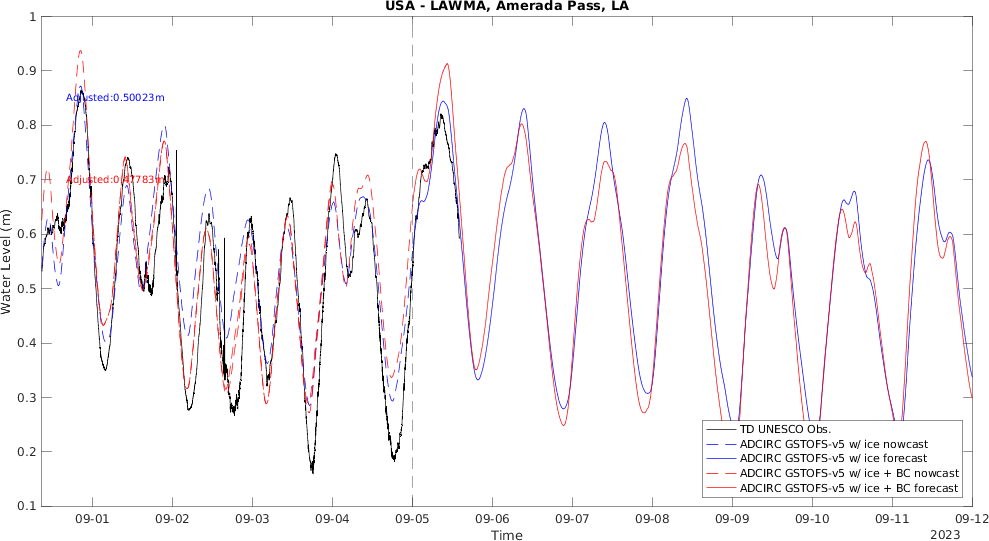 USA - LAWMA, Amerada Pass, LA
1
0.9
0.8
0.7
0.6
0.5
0.4
0.3
0.2
0.1
Water Level (m)
Adjusted:0.50023m
Adjusted:0.47783m
TD UNESCO Obs.
ADCIRC GSTOFS-v5 w/ ice nowcast
ADCIRC GSTOFS-v5 w/ ice forecast
ADCIRC GSTOFS-v5 w/ ice + BC nowcast
ADCIRC GSTOFS-v5 w/ ice + BC forecast
09-01 09-02 09-03 09-04 09-05 09-06 09-07 09-08 09-09 09-10 09-11 09-12
Time
2023